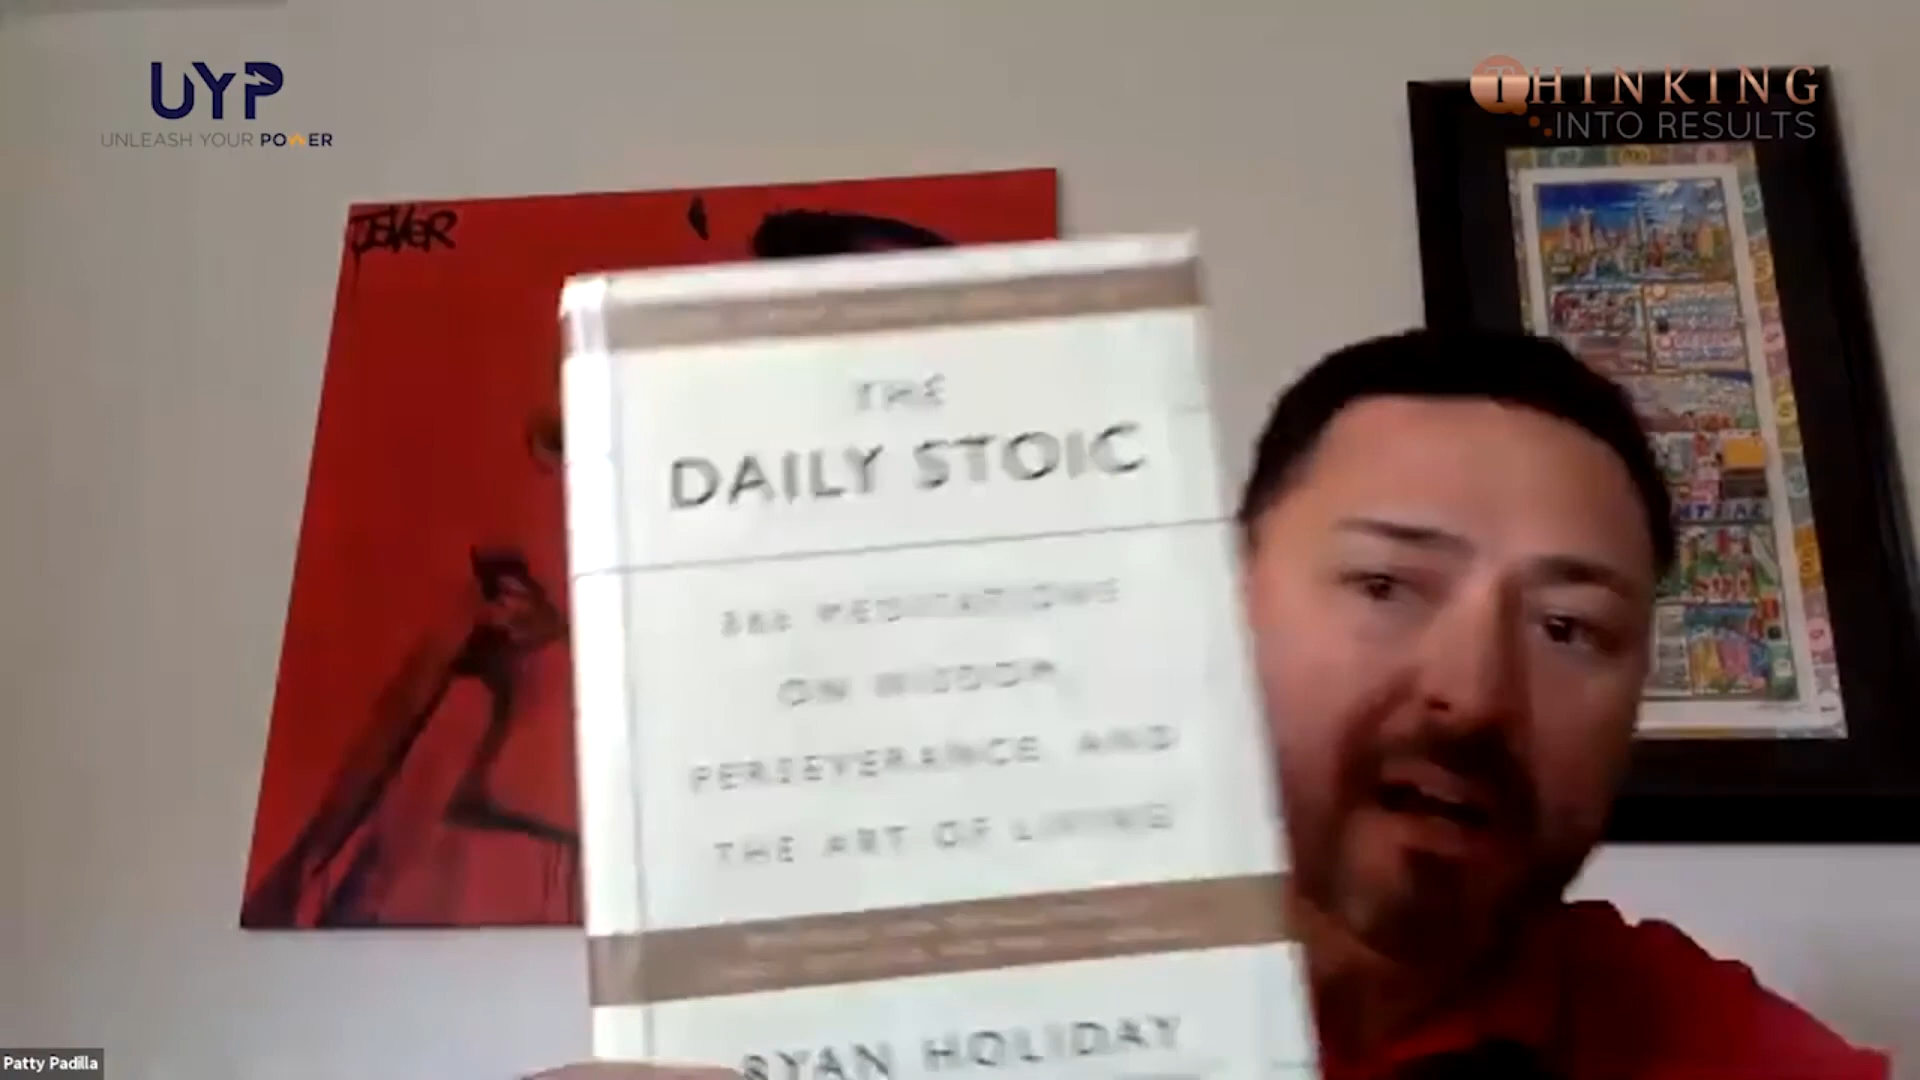 UYP
UNLEASH YOUR POWER
THINKING
INTO RESULTS
JEVER
THE
DAILY STOIC
366 MEDITATIONS
ON WISDOM,
PERSEVERANCE, AND
THE ART OF LIVING
RYAN HOLIDAY
Patty Padilla